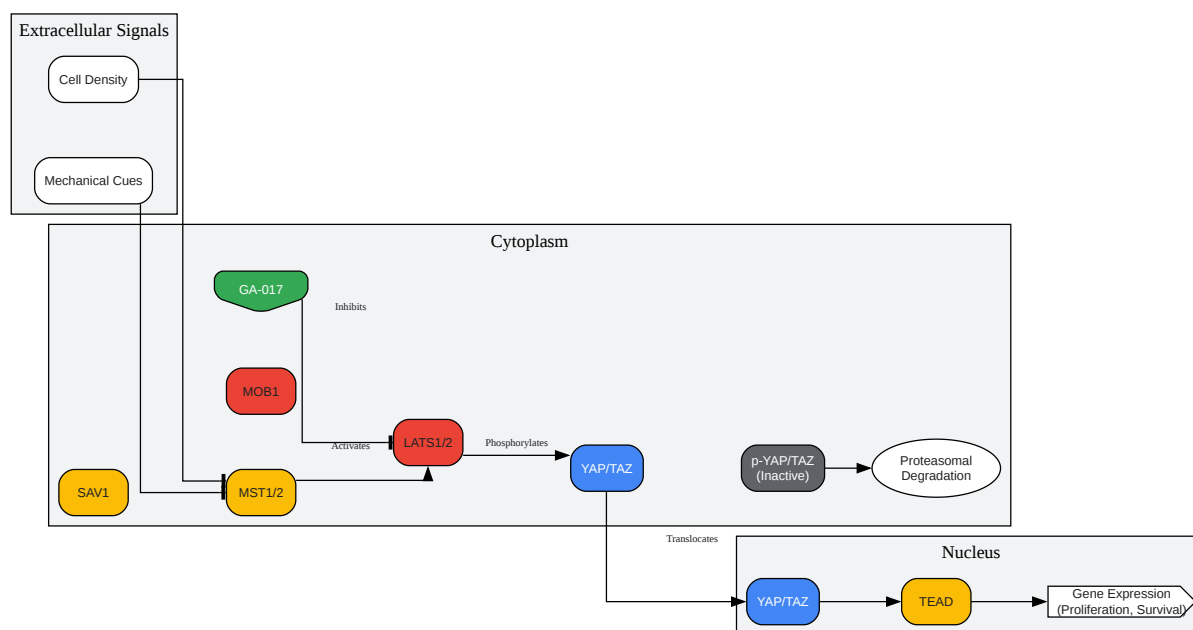 Extracellular Signals
Cell Density
Mechanical Cues
Cytoplasm
GA-017
Inhibits
MOB1
Activates
LATS1/2
Phosphorylates
YAP/TAZ
p-YAP/TAZ
(Inactive)
Proteasomal
Degradation
SAV1
MST1/2
Translocates
Nucleus
YAP/TAZ
TEAD
Gene Expression
(Proliferation, Survival)